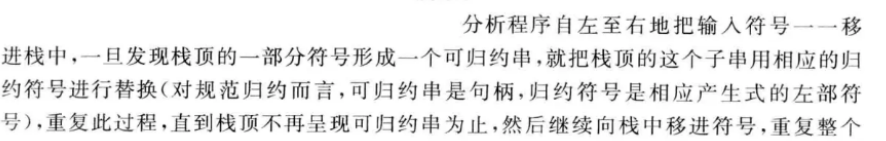 分析程序自左至右地把输入符号一一移
进栈中,一旦发现栈顶的一部分符号形成一个可归约串,就把栈顶的这个子串用相应的归
约符号进行替换(对规范归约而言,可归约串是句柄,归约符号是相应产生式的左部符
号),重复此过程,直到栈顶不再呈现可归约串为止,然后继续向栈中移进符号,重复整个